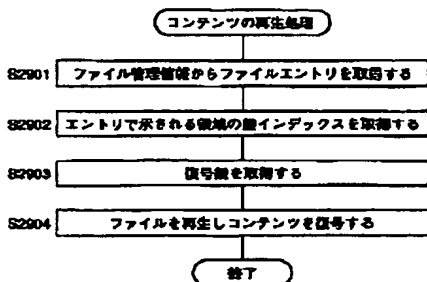 コンテンツの再生処理
S2901 ファイル管理情報からファイルエントリを取得する
S2902 エントリで示される領域の鍵インデックスを取得する
S2903 復号鍵を取得する
S2904 ファイルを再生しコンテンツを復号する
終了